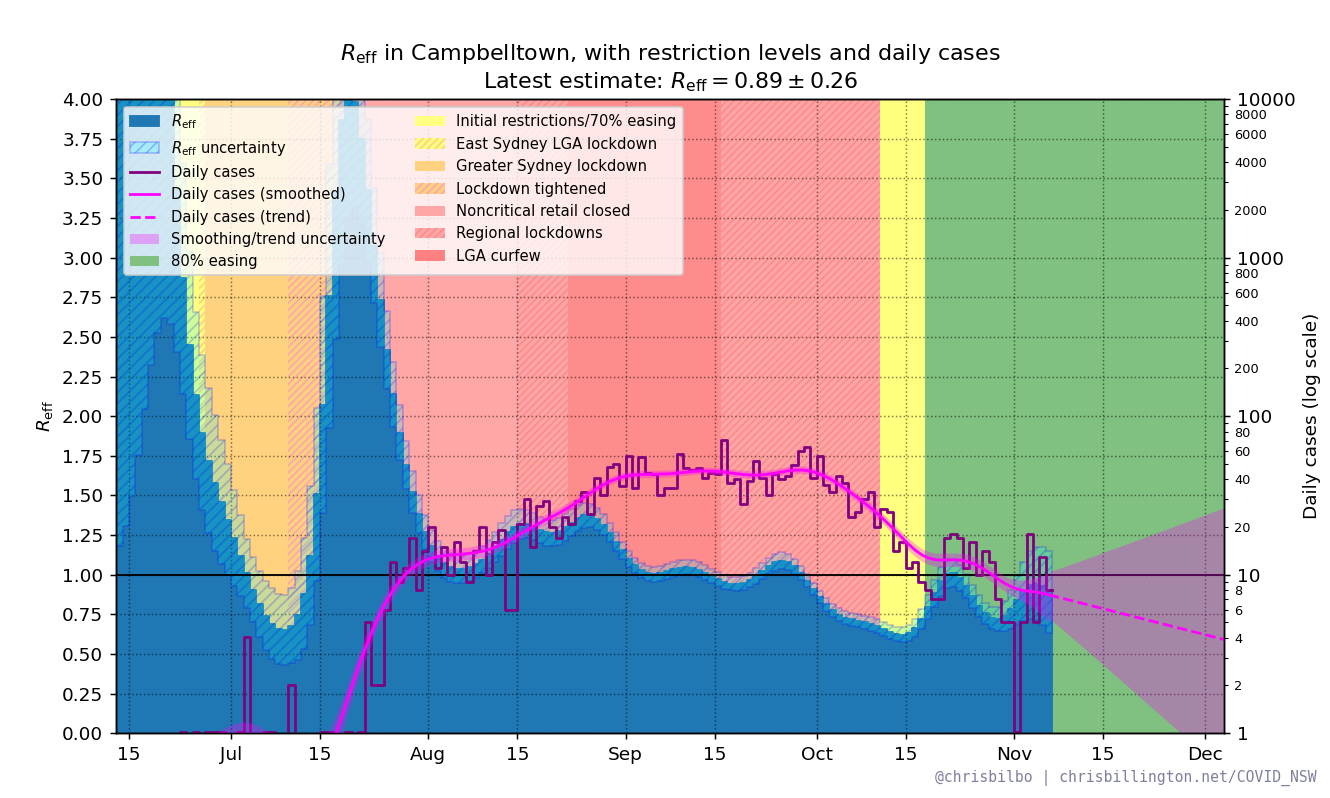 R_eff in Campbelltown, with restriction levels and daily cases
Latest estimate: R_eff = 0.89 ± 0.26
R_eff
R_eff uncertainty
Daily cases
Daily cases (smoothed)
Daily cases (trend)
Smoothing/trend uncertainty
80% easing
Initial restrictions/70% easing
East Sydney LGA lockdown
Greater Sydney lockdown
Lockdown tightened
Noncritical retail closed
Regional lockdowns
LGA curfew
R_eff
4.00
3.75
3.50
3.25
3.00
2.75
2.50
2.25
2.00
1.75
1.50
1.25
1.00
0.75
0.50
0.25
0.00
10000
8000
6000
4000
2000
1000
800
600
400
200
100
80
60
40
20
10
8
6
4
2
1
Daily cases (log scale)
15 Jul 15 Aug 15 Sep 15 Oct 15 Nov 15 Dec
@chrisbilbo | chrisbillington.net/COVID_NSW